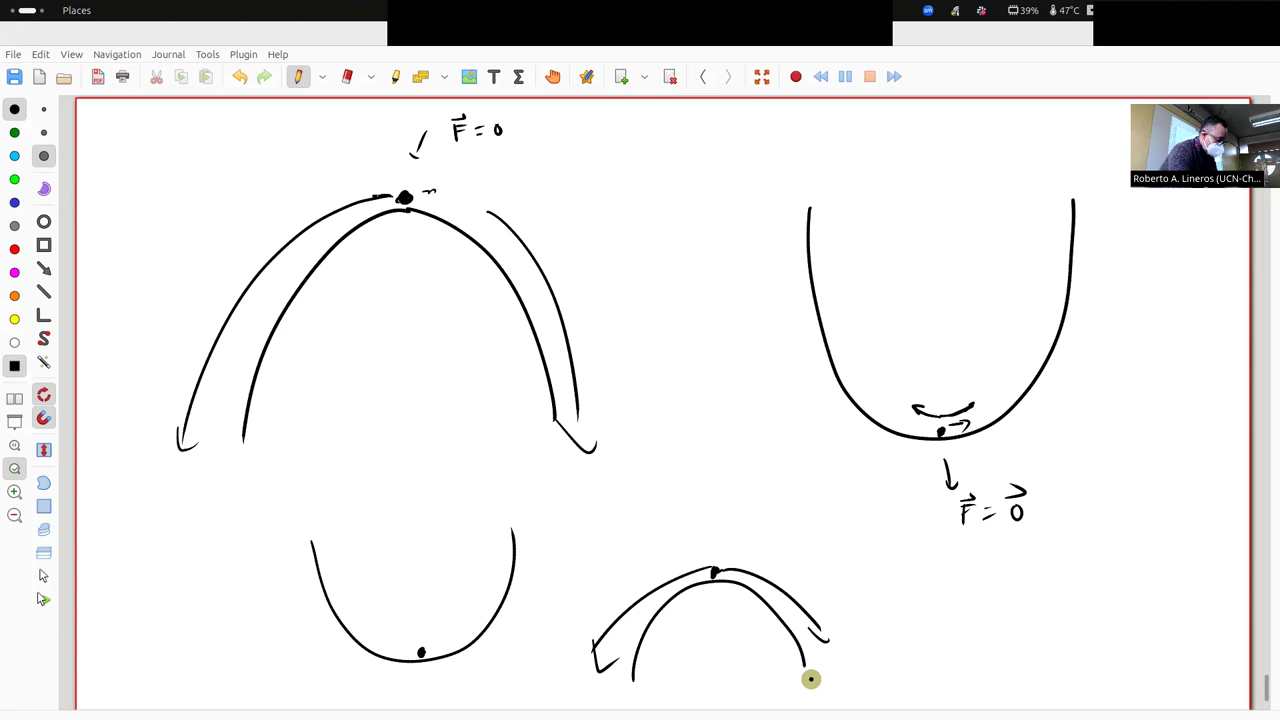 Places
39%
47°C
File Edit View Navigation Journal Tools Plugin Help
F⃗ = 0
m
F⃗ = 0⃗
Roberto A. Lineros (UCN-Ch...